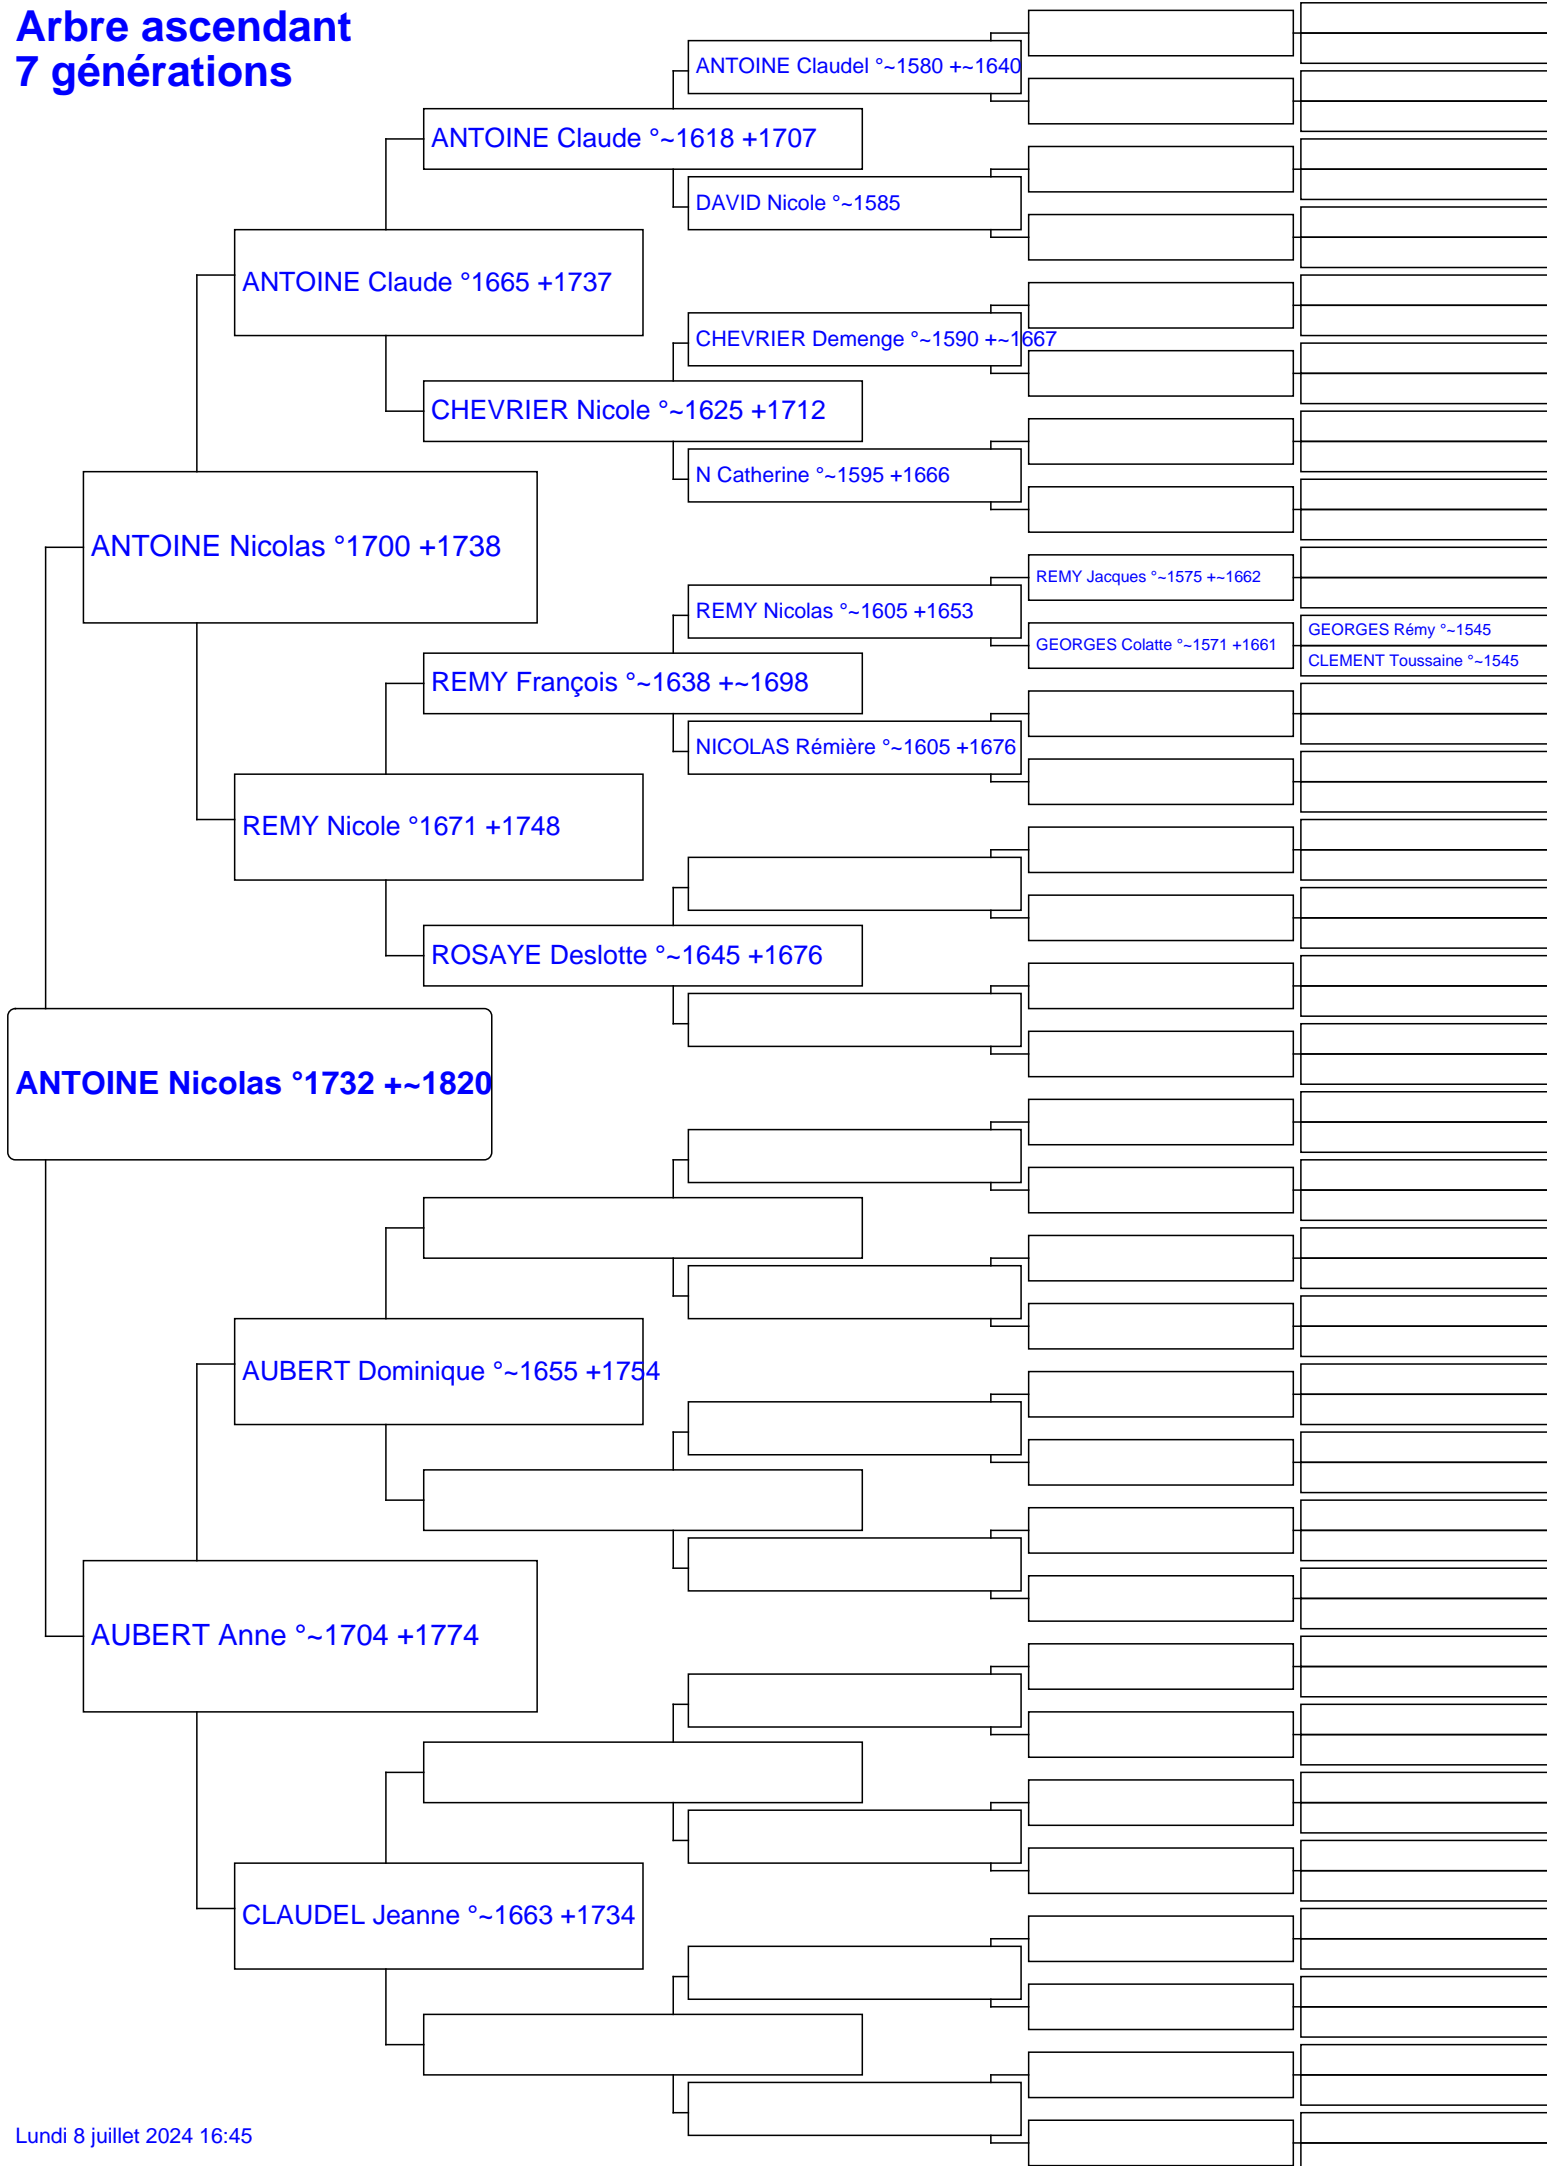 Arbre ascendant
7 générations
ANTOINE Claudel °~1580 +~1640
ANTOINE Claude °~1618 +1707
DAVID Nicole °~1585
ANTOINE Claude °1665 +1737
CHEVRIER Demenge °~1590 +~1667
CHEVRIER Nicole °~1625 +1712
N Catherine °~1595 +1666
ANTOINE Nicolas °1700 +1738
REMY Jacques °~1575 +~1662
REMY Nicolas °~1605 +1653
GEORGES Rémy °~1545
GEORGES Colatte °~1571 +1661
CLEMENT Toussaine °~1545
REMY François °~1638 +~1698
NICOLAS Rémière °~1605 +1676
REMY Nicole °1671 +1748
ROSAYE Deslotte °~1645 +1676
ANTOINE Nicolas °1732 +~1820
AUBERT Dominique °~1655 +1754
AUBERT Anne °~1704 +1774
CLAUDEL Jeanne °~1663 +1734
Lundi 8 juillet 2024 16:45